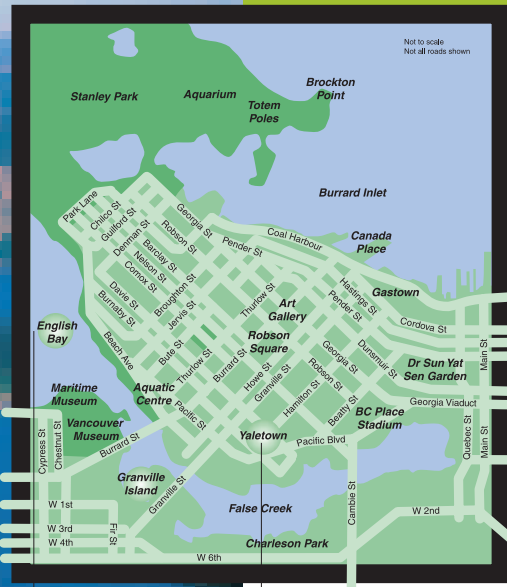 Not to scale
Not all roads shown
Stanley Park
Aquarium
Brockton
Point
Totem
Poles
Burrard Inlet
Park Lane
Chilco St
Guilford St
Denman St
Georgia St
Robson St
Barclay St
Nelson St
Comox St
Pender St
Coal Harbour
Canada
Place
Davie St
Burnaby St
Broughton St
Jervis St
Thurlow St
Hastings St
Pender St
Gastown
Art
Gallery
Cordova St
English
Bay
Beach Ave
Bute St
Thurlow St
Burrard St
Robson
Square
Howe St
Granville St
Georgia St
Robson St
Dunsmuir St
Main St
Dr Sun Yat
Sen Garden
Maritime
Museum
Aquatic
Centre
Pacific St
Hamilton St
Beatty St
BC Place
Stadium
Georgia Viaduct
Vancouver
Museum
Cypress St
Chestnut St
Burrard St
Yaletown
Pacific Blvd
Quebec St
Main St
Granville
Island
Granville St
Cambie St
W 1st
False Creek
W 2nd
W 3rd
Fir St
W 4th
Charleson Park
W 6th